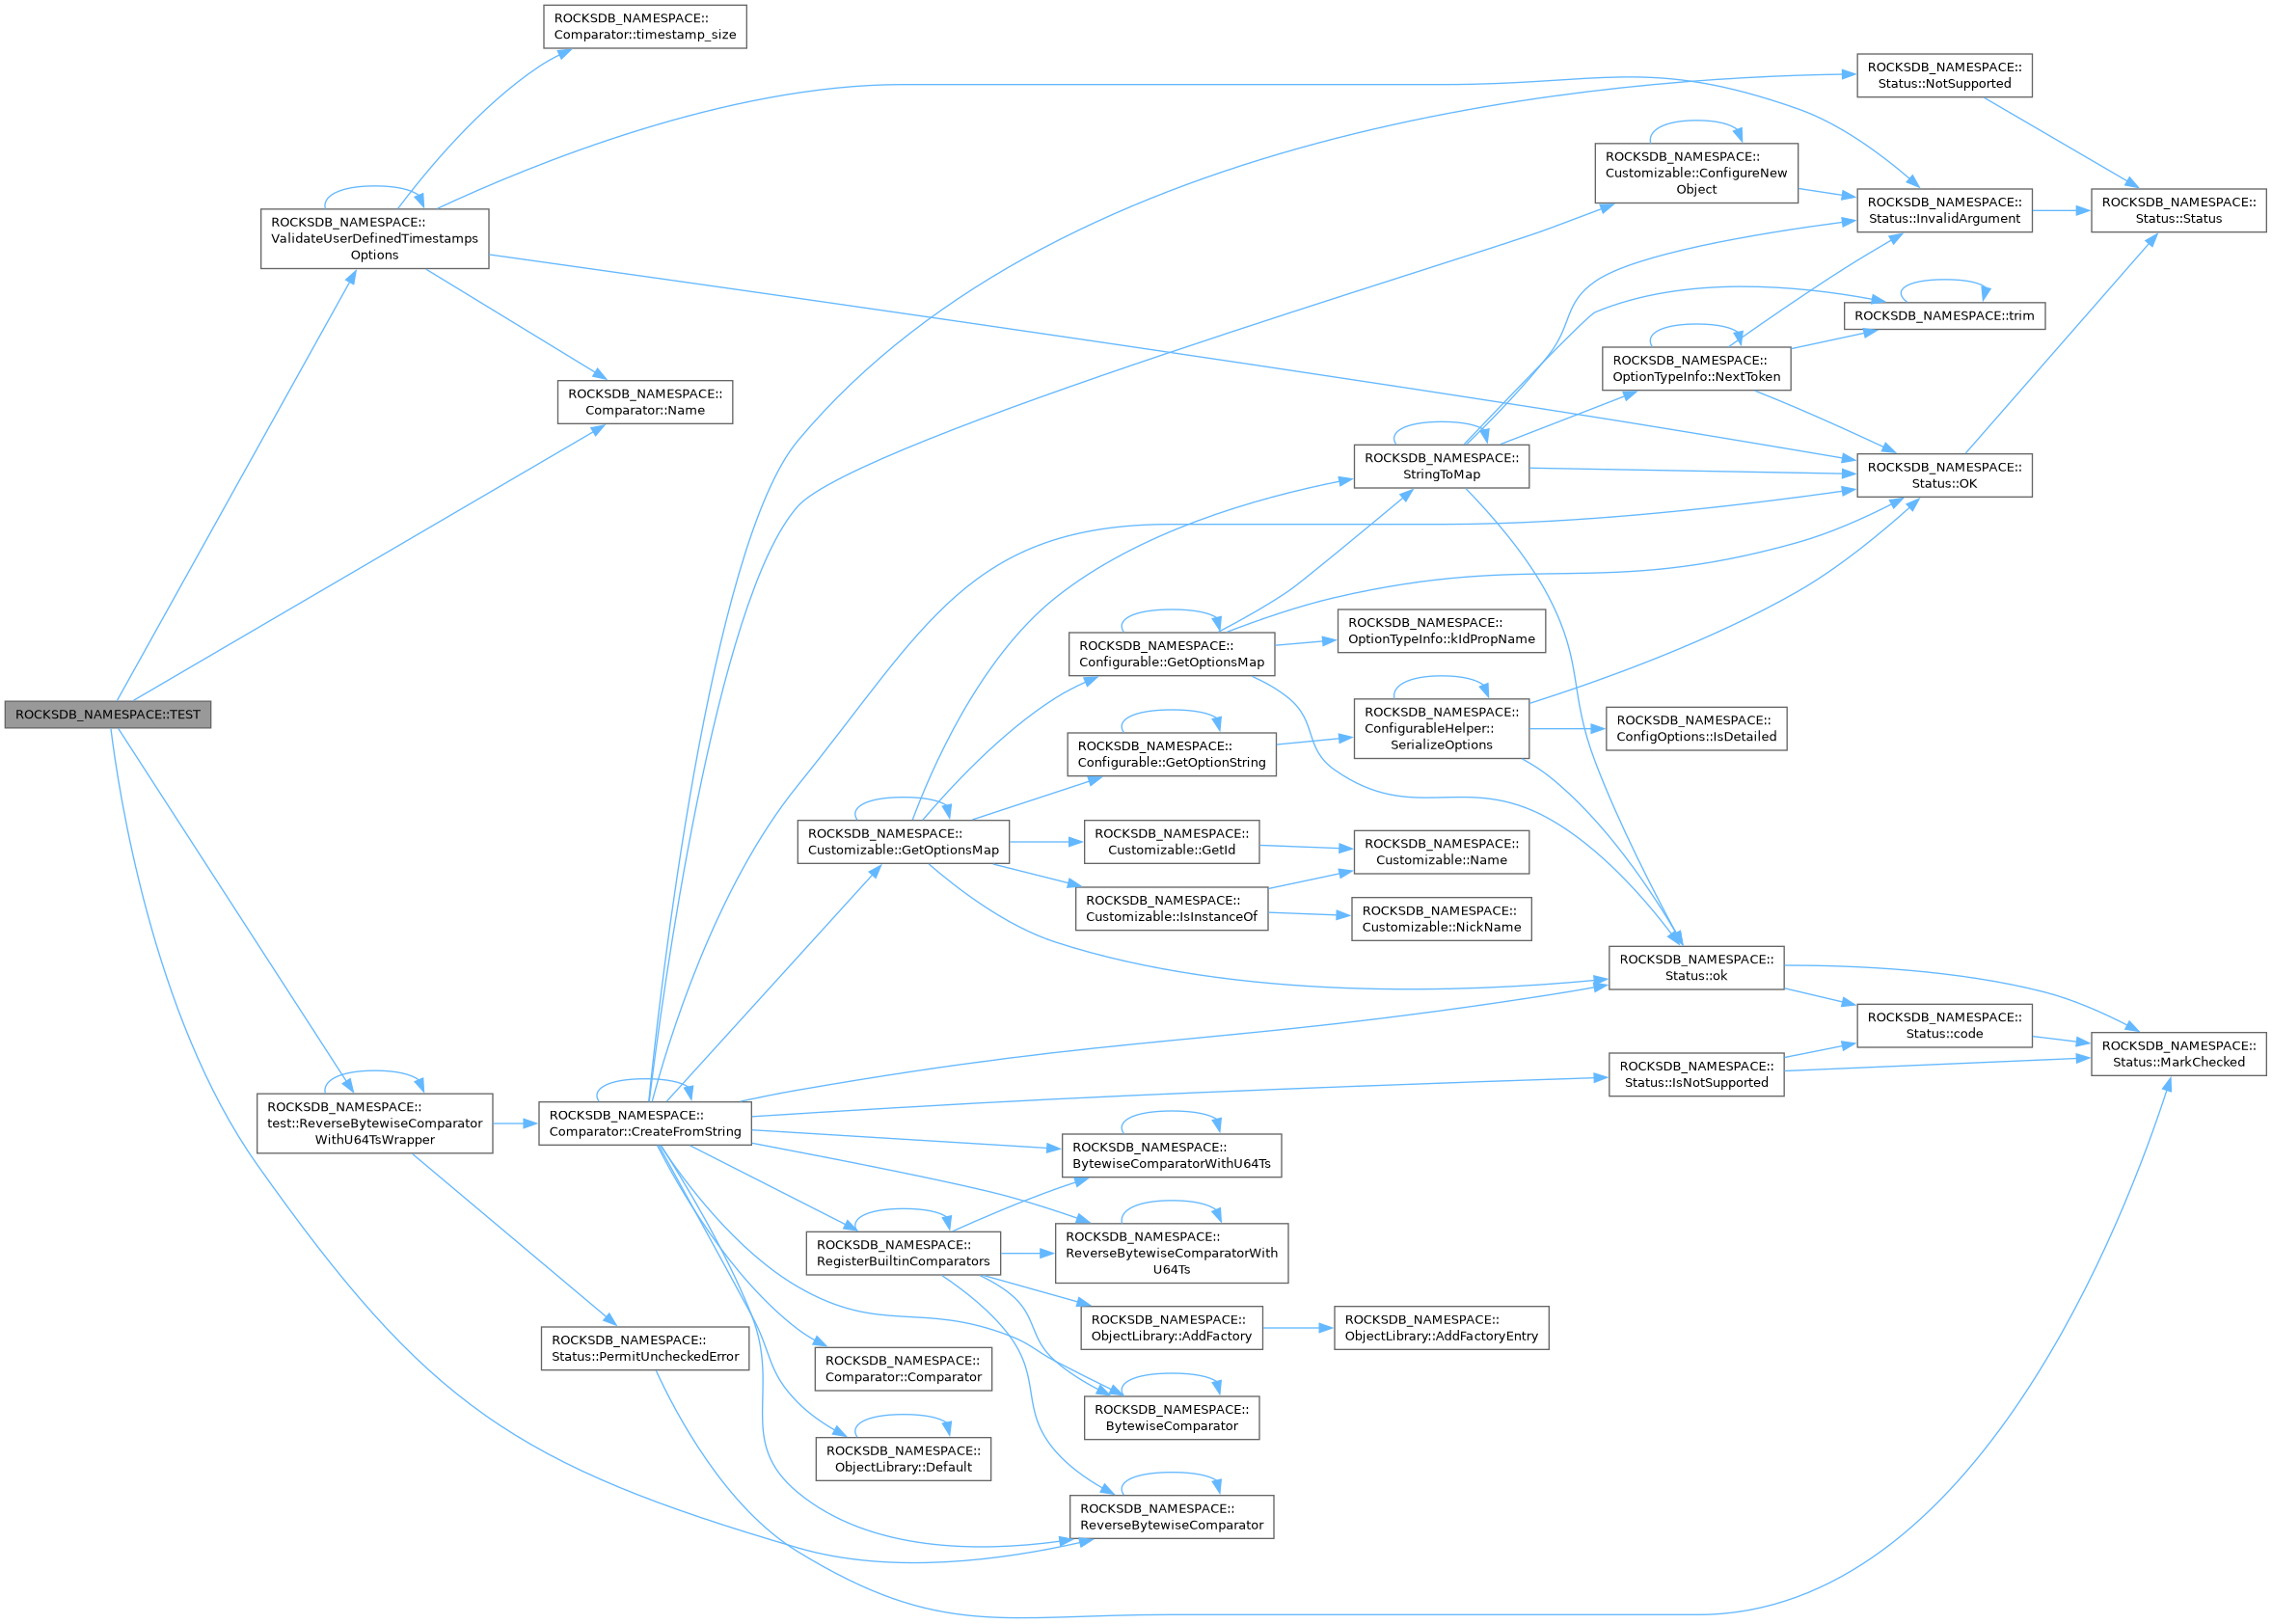 ROCKSDB_NAMESPACE::TEST
ROCKSDB_NAMESPACE::
ValidateUserDefinedTimestamps
Options
ROCKSDB_NAMESPACE::
Comparator::timestamp_size
ROCKSDB_NAMESPACE::
Comparator::Name
ROCKSDB_NAMESPACE::
test::ReverseBytewiseComparator
WithU64TsWrapper
ROCKSDB_NAMESPACE::
Comparator::CreateFromString
ROCKSDB_NAMESPACE::
Status::PermitUncheckedError
ROCKSDB_NAMESPACE::
Customizable::GetOptionsMap
ROCKSDB_NAMESPACE::
RegisterBuiltinComparators
ROCKSDB_NAMESPACE::
Comparator::Comparator
ROCKSDB_NAMESPACE::
ObjectLibrary::Default
ROCKSDB_NAMESPACE::
Configurable::GetOptionsMap
ROCKSDB_NAMESPACE::
Configurable::GetOptionString
ROCKSDB_NAMESPACE::
Customizable::GetId
ROCKSDB_NAMESPACE::
Customizable::IsInstanceOf
ROCKSDB_NAMESPACE::
BytewiseComparatorWithU64Ts
ROCKSDB_NAMESPACE::
ReverseBytewiseComparatorWith
U64Ts
ROCKSDB_NAMESPACE::
ObjectLibrary::AddFactory
ROCKSDB_NAMESPACE::
BytewiseComparator
ROCKSDB_NAMESPACE::
ReverseBytewiseComparator
ROCKSDB_NAMESPACE::
StringToMap
ROCKSDB_NAMESPACE::
OptionTypeInfo::kIdPropName
ROCKSDB_NAMESPACE::
ConfigurableHelper::
SerializeOptions
ROCKSDB_NAMESPACE::
Customizable::Name
ROCKSDB_NAMESPACE::
Customizable::NickName
ROCKSDB_NAMESPACE::
ObjectLibrary::AddFactoryEntry
ROCKSDB_NAMESPACE::
Customizable::ConfigureNew
Object
ROCKSDB_NAMESPACE::
OptionTypeInfo::NextToken
ROCKSDB_NAMESPACE::
ConfigOptions::IsDetailed
ROCKSDB_NAMESPACE::
Status::ok
ROCKSDB_NAMESPACE::
Status::IsNotSupported
ROCKSDB_NAMESPACE::
Status::NotSupported
ROCKSDB_NAMESPACE::
Status::InvalidArgument
ROCKSDB_NAMESPACE::trim
ROCKSDB_NAMESPACE::
Status::OK
ROCKSDB_NAMESPACE::
Status::code
ROCKSDB_NAMESPACE::
Status::Status
ROCKSDB_NAMESPACE::
Status::MarkChecked